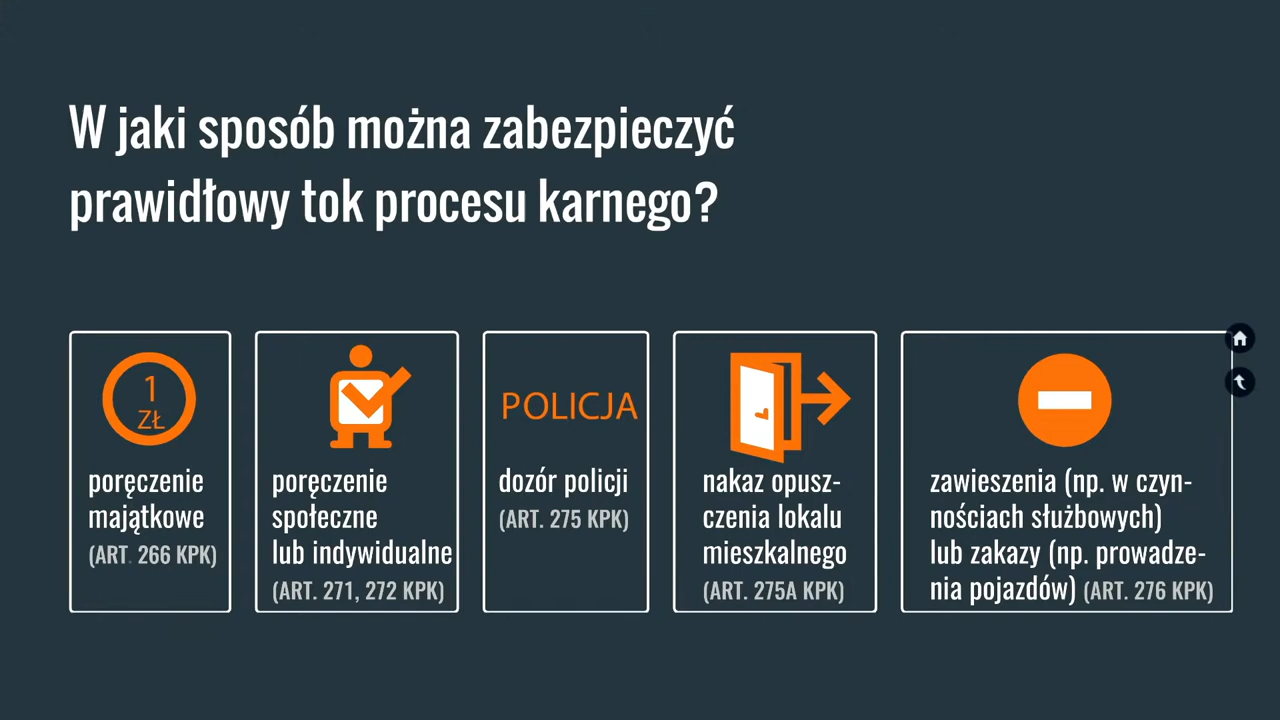 W jaki sposób można zabezpieczyć
prawidłowy tok procesu karnego?
1
ZŁ
poręczenie
majątkowe
(ART. 266 KPK)
poręczenie
społeczne
lub indywidualne
(ART. 271, 272 KPK)
POLICJA
dozór policji
(ART. 275 KPK)
nakaz opusz-
czenia lokalu
mieszkalnego
(ART. 275A KPK)
zawieszenia (np. w czyn-
nościach służbowych)
lub zakazy (np. prowadze-
nia pojazdów) (ART. 276 KPK)